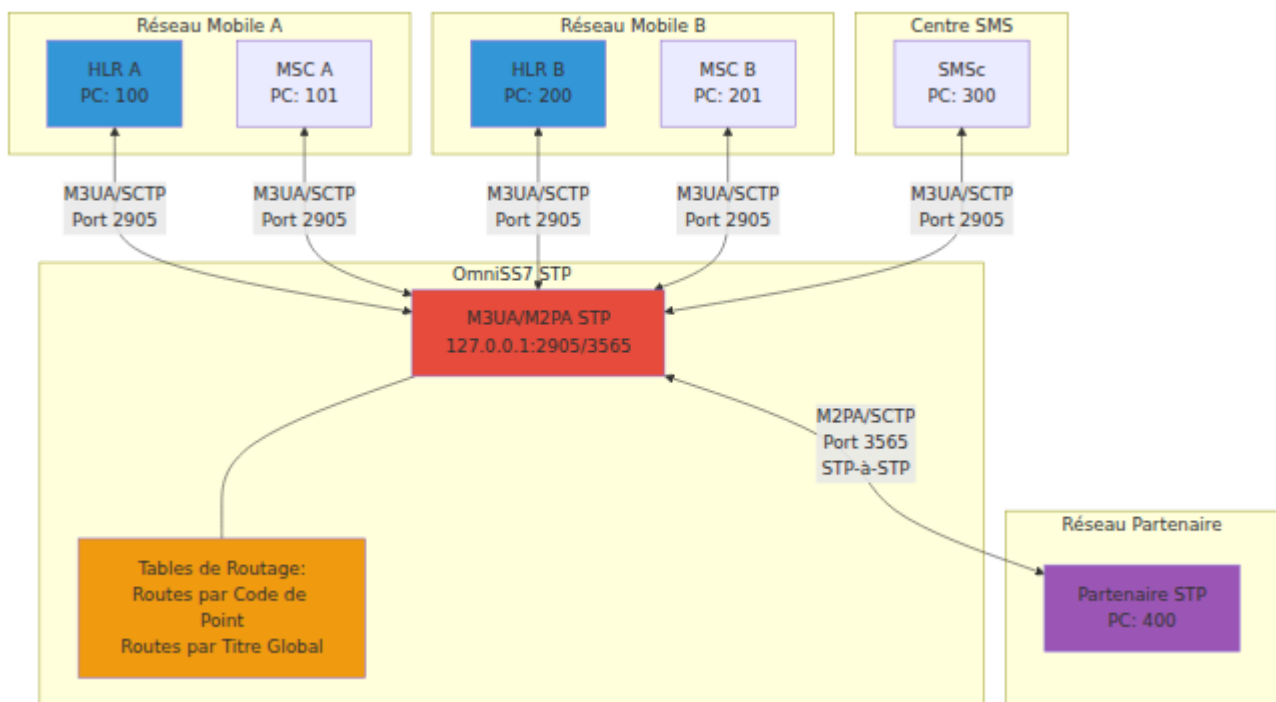 Réseau Mobile A
HLR A
PC: 100
MSC A
PC: 101
Réseau Mobile B
HLR B
PC: 200
MSC B
PC: 201
Centre SMS
SMSc
PC: 300
M3UA/SCTP
Port 2905
M3UA/SCTP
Port 2905
M3UA/SCTP
Port 2905
M3UA/SCTP
Port 2905
M3UA/SCTP
Port 2905
OmniSS7 STP
M3UA/M2PA STP
127.0.0.1:2905/3565
M2PA/SCTP
Port 3565
STP-à-STP
Tables de Routage:
Routes par Code de
Point
Routes par Titre Global
Réseau Partenaire
Partenaire STP
PC: 400